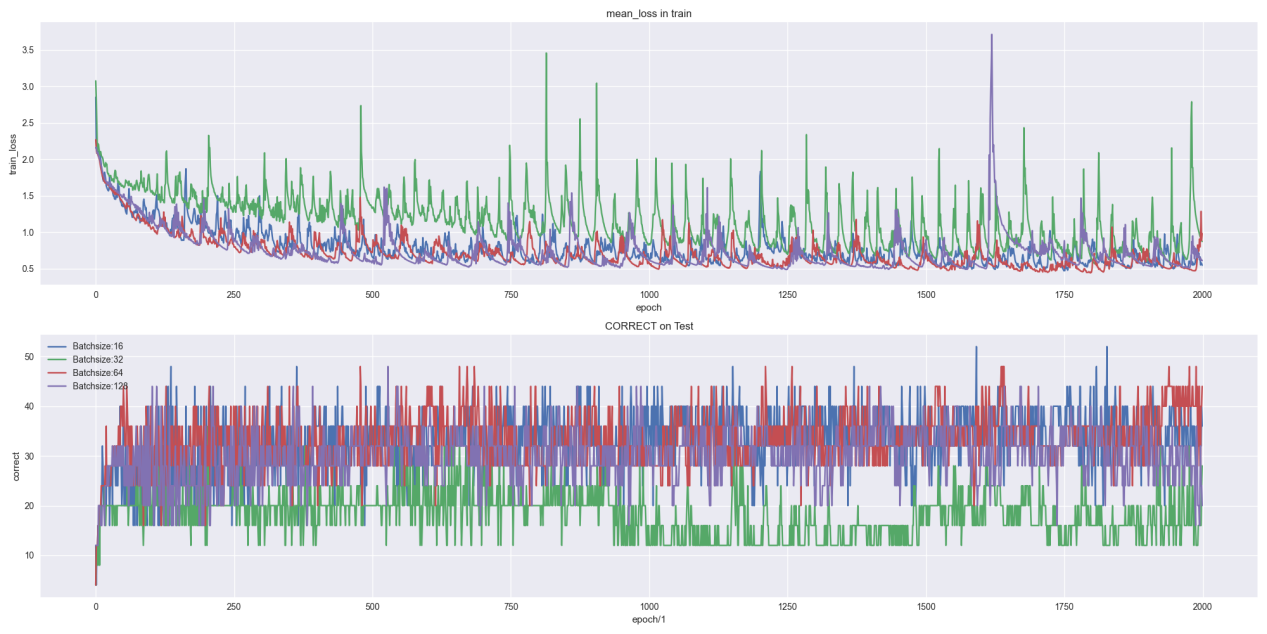 mean_loss in train
3.5
3.0
2.5
2.0
1.5
1.0
0.5
train_loss
0 250 500 750 1000 1250 1500 1750 2000
epoch
CORRECT on Test
Batchsize:16
Batchsize:32
Batchsize:64
Batchsize:128
50
40
30
20
10
correct
0 250 500 750 1000 1250 1500 1750 2000
epoch/1